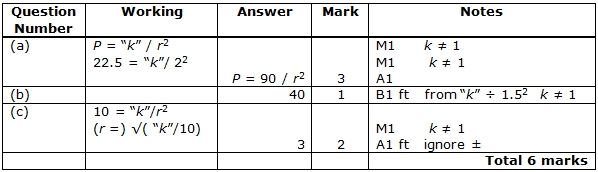 Question Number Working Answer Mark Notes
(a) P = “k” / r² M1 k ≠ 1
22.5 = “k”/ 2² M1 k ≠ 1
P = 90 / r² 3 A1
(b) 40 1 B1 ft from “k” ÷ 1.5² k ≠ 1
(c) 10 = “k”/r²
(r =) √( “k”/10) M1 k ≠ 1
3 2 A1 ft ignore ±
Total 6 marks